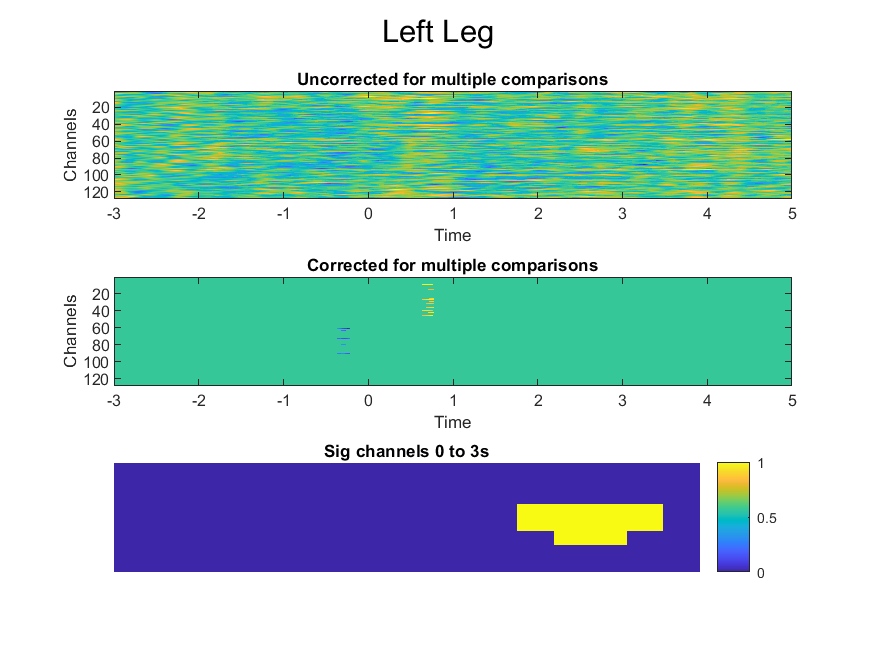 Left Leg
Uncorrected for multiple comparisons
Channels
20
40
60
80
100
120
-3 -2 -1 0 1 2 3 4 5
Time
Corrected for multiple comparisons
Channels
20
40
60
80
100
120
-3 -2 -1 0 1 2 3 4 5
Time
Sig channels 0 to 3s
1
0.5
0